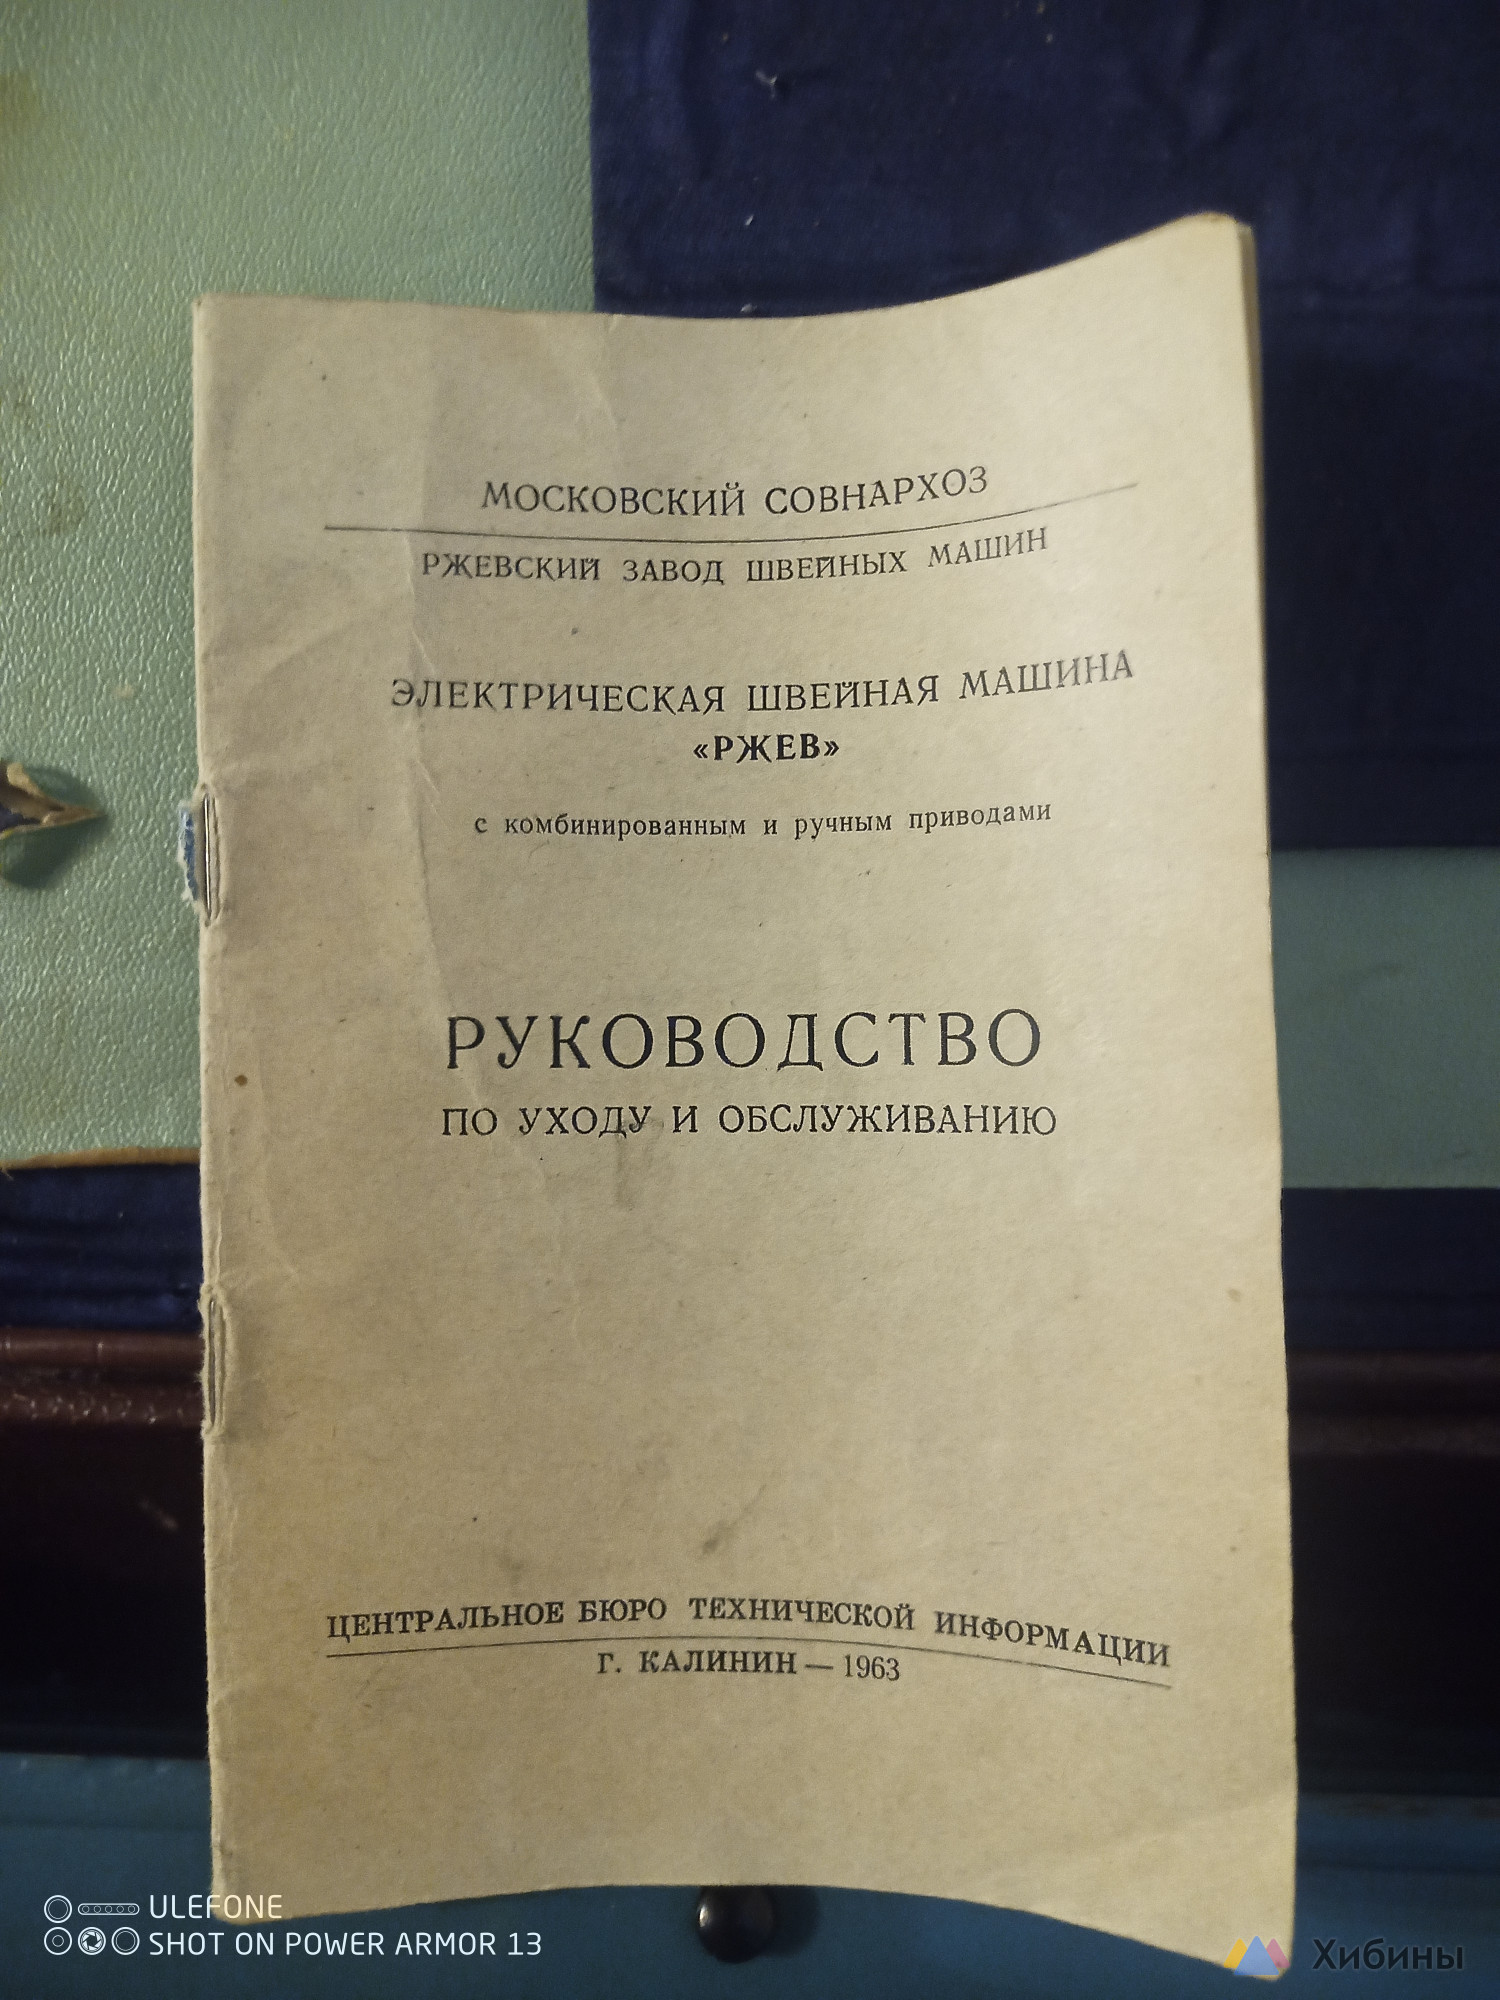 МОСКОВСКИЙ СОВНАРХОЗ
РЖЕВСКИЙ ЗАВОД ШВЕЙНЫХ МАШИН
ЭЛЕКТРИЧЕСКАЯ ШВЕЙНАЯ МАШИНА
«РЖЕВ»
с комбинированным и ручным приводами
РУКОВОДСТВО
ПО УХОДУ И ОБСЛУЖИВАНИЮ
ЦЕНТРАЛЬНОЕ БЮРО ТЕХНИЧЕСКОЙ ИНФОРМАЦИИ
Г. КАЛИНИН — 1963
ULEFONE
SHOT ON POWER ARMOR 13
Хибины